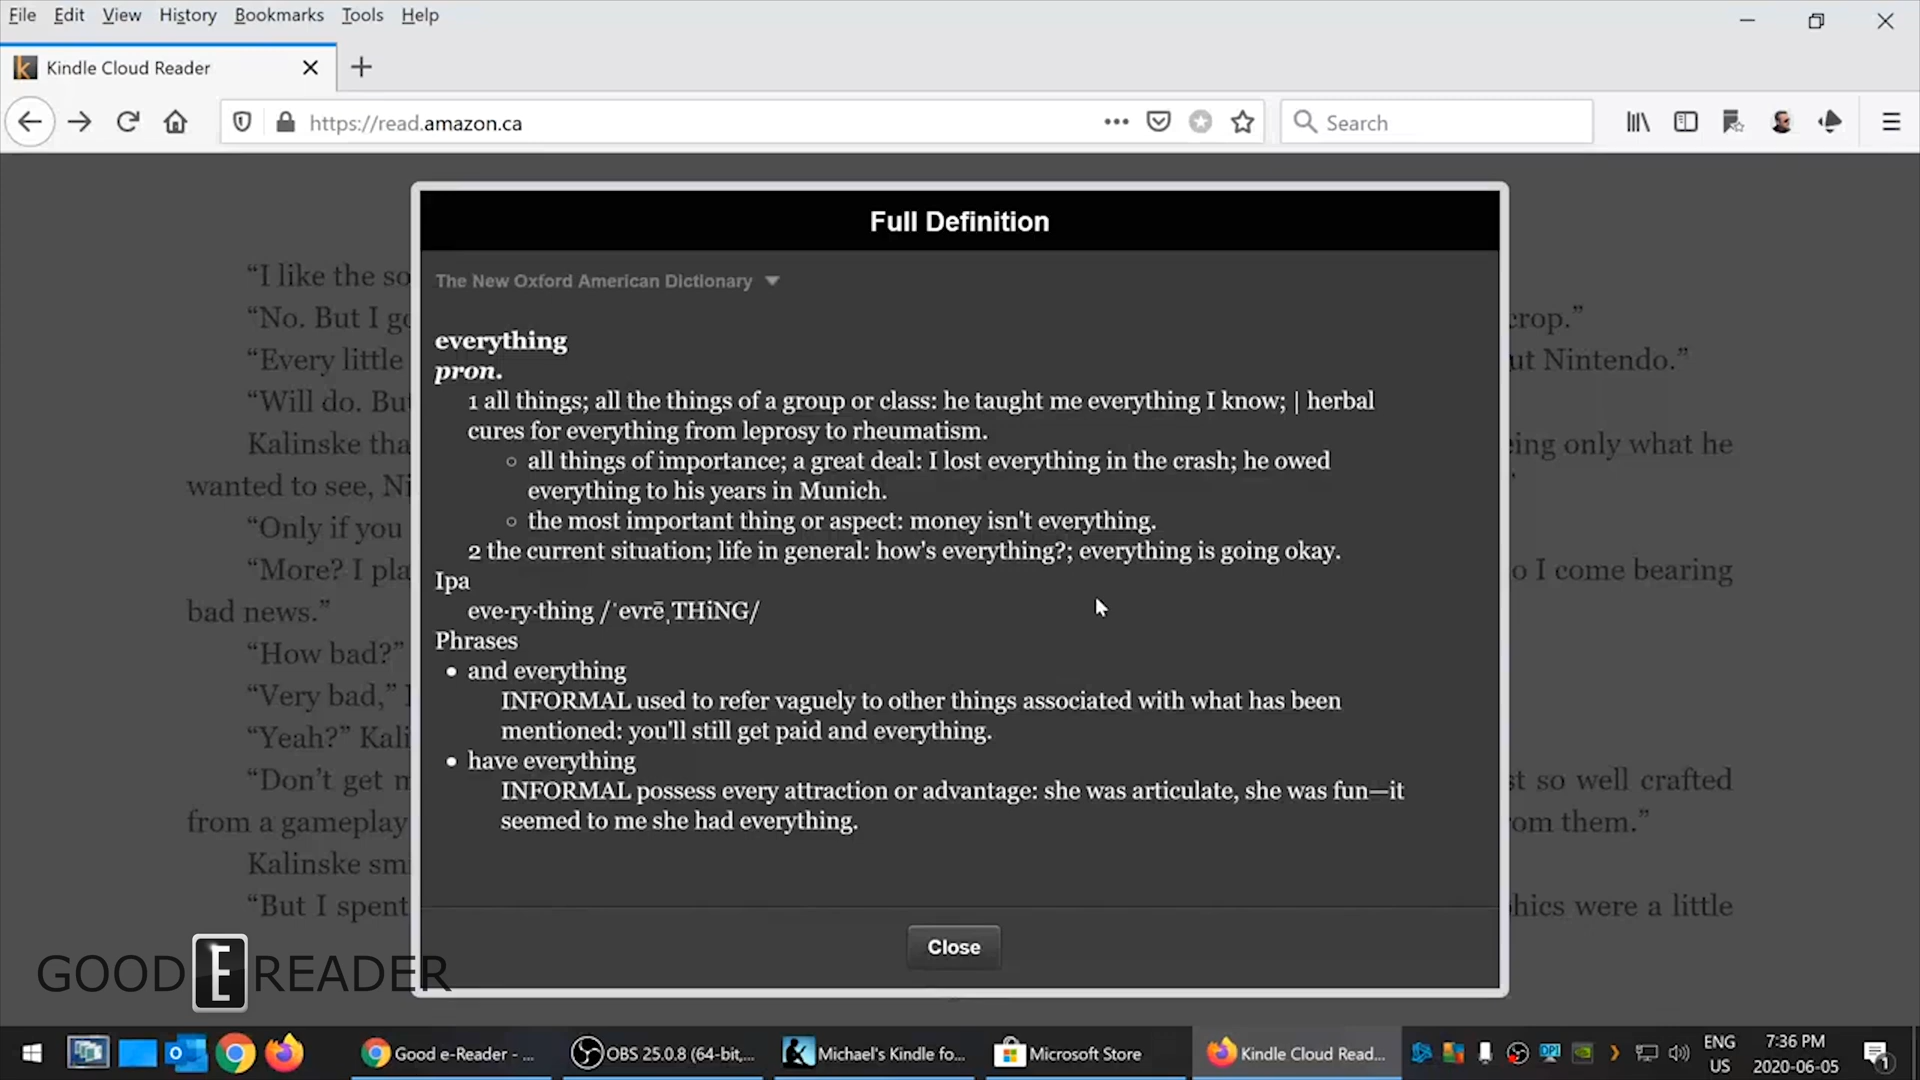 File Edit View History Bookmarks Tools Help
Kindle Cloud Reader
https://read.amazon.ca
Search
Full Definition
The New Oxford American Dictionary
everything
pron.
1 all things; all the things of a group or class: he taught me everything I know; | herbal
cures for everything from leprosy to rheumatism.
all things of importance; a great deal: I lost everything in the crash; he owed
everything to his years in Munich.
the most important thing or aspect: money isn't everything.
2 the current situation; life in general: how's everything?; everything is going okay.
Ipa
eve·ry·thing /ˈevrēˌTHiNG/
Phrases
• and everything
INFORMAL used to refer vaguely to other things associated with what has been
mentioned: you'll still get paid and everything.
• have everything
INFORMAL possess every attraction or advantage: she was articulate, she was fun—it
seemed to me she had everything.
Close
“I like the so
“No. But I go crop.”
“Every little ut Nintendo.”
“Will do. Bu
Kalinske tha eing only what he
wanted to see, Ni
“Only if you
“More? I pla o I come bearing
bad news.”
“How bad?”
“Very bad,”
“Yeah?” Kali
“Don’t get m st so well crafted
from a gameplay rom them.”
Kalinske smi
“But I spent phics were a little
GOOD E READER
Good e-Reader - ...
OBS 25.0.8 (64-bit,...
Michael's Kindle fo...
Microsoft Store
Kindle Cloud Read...
DPI
ENG
US
7:36 PM
2020-06-05
1